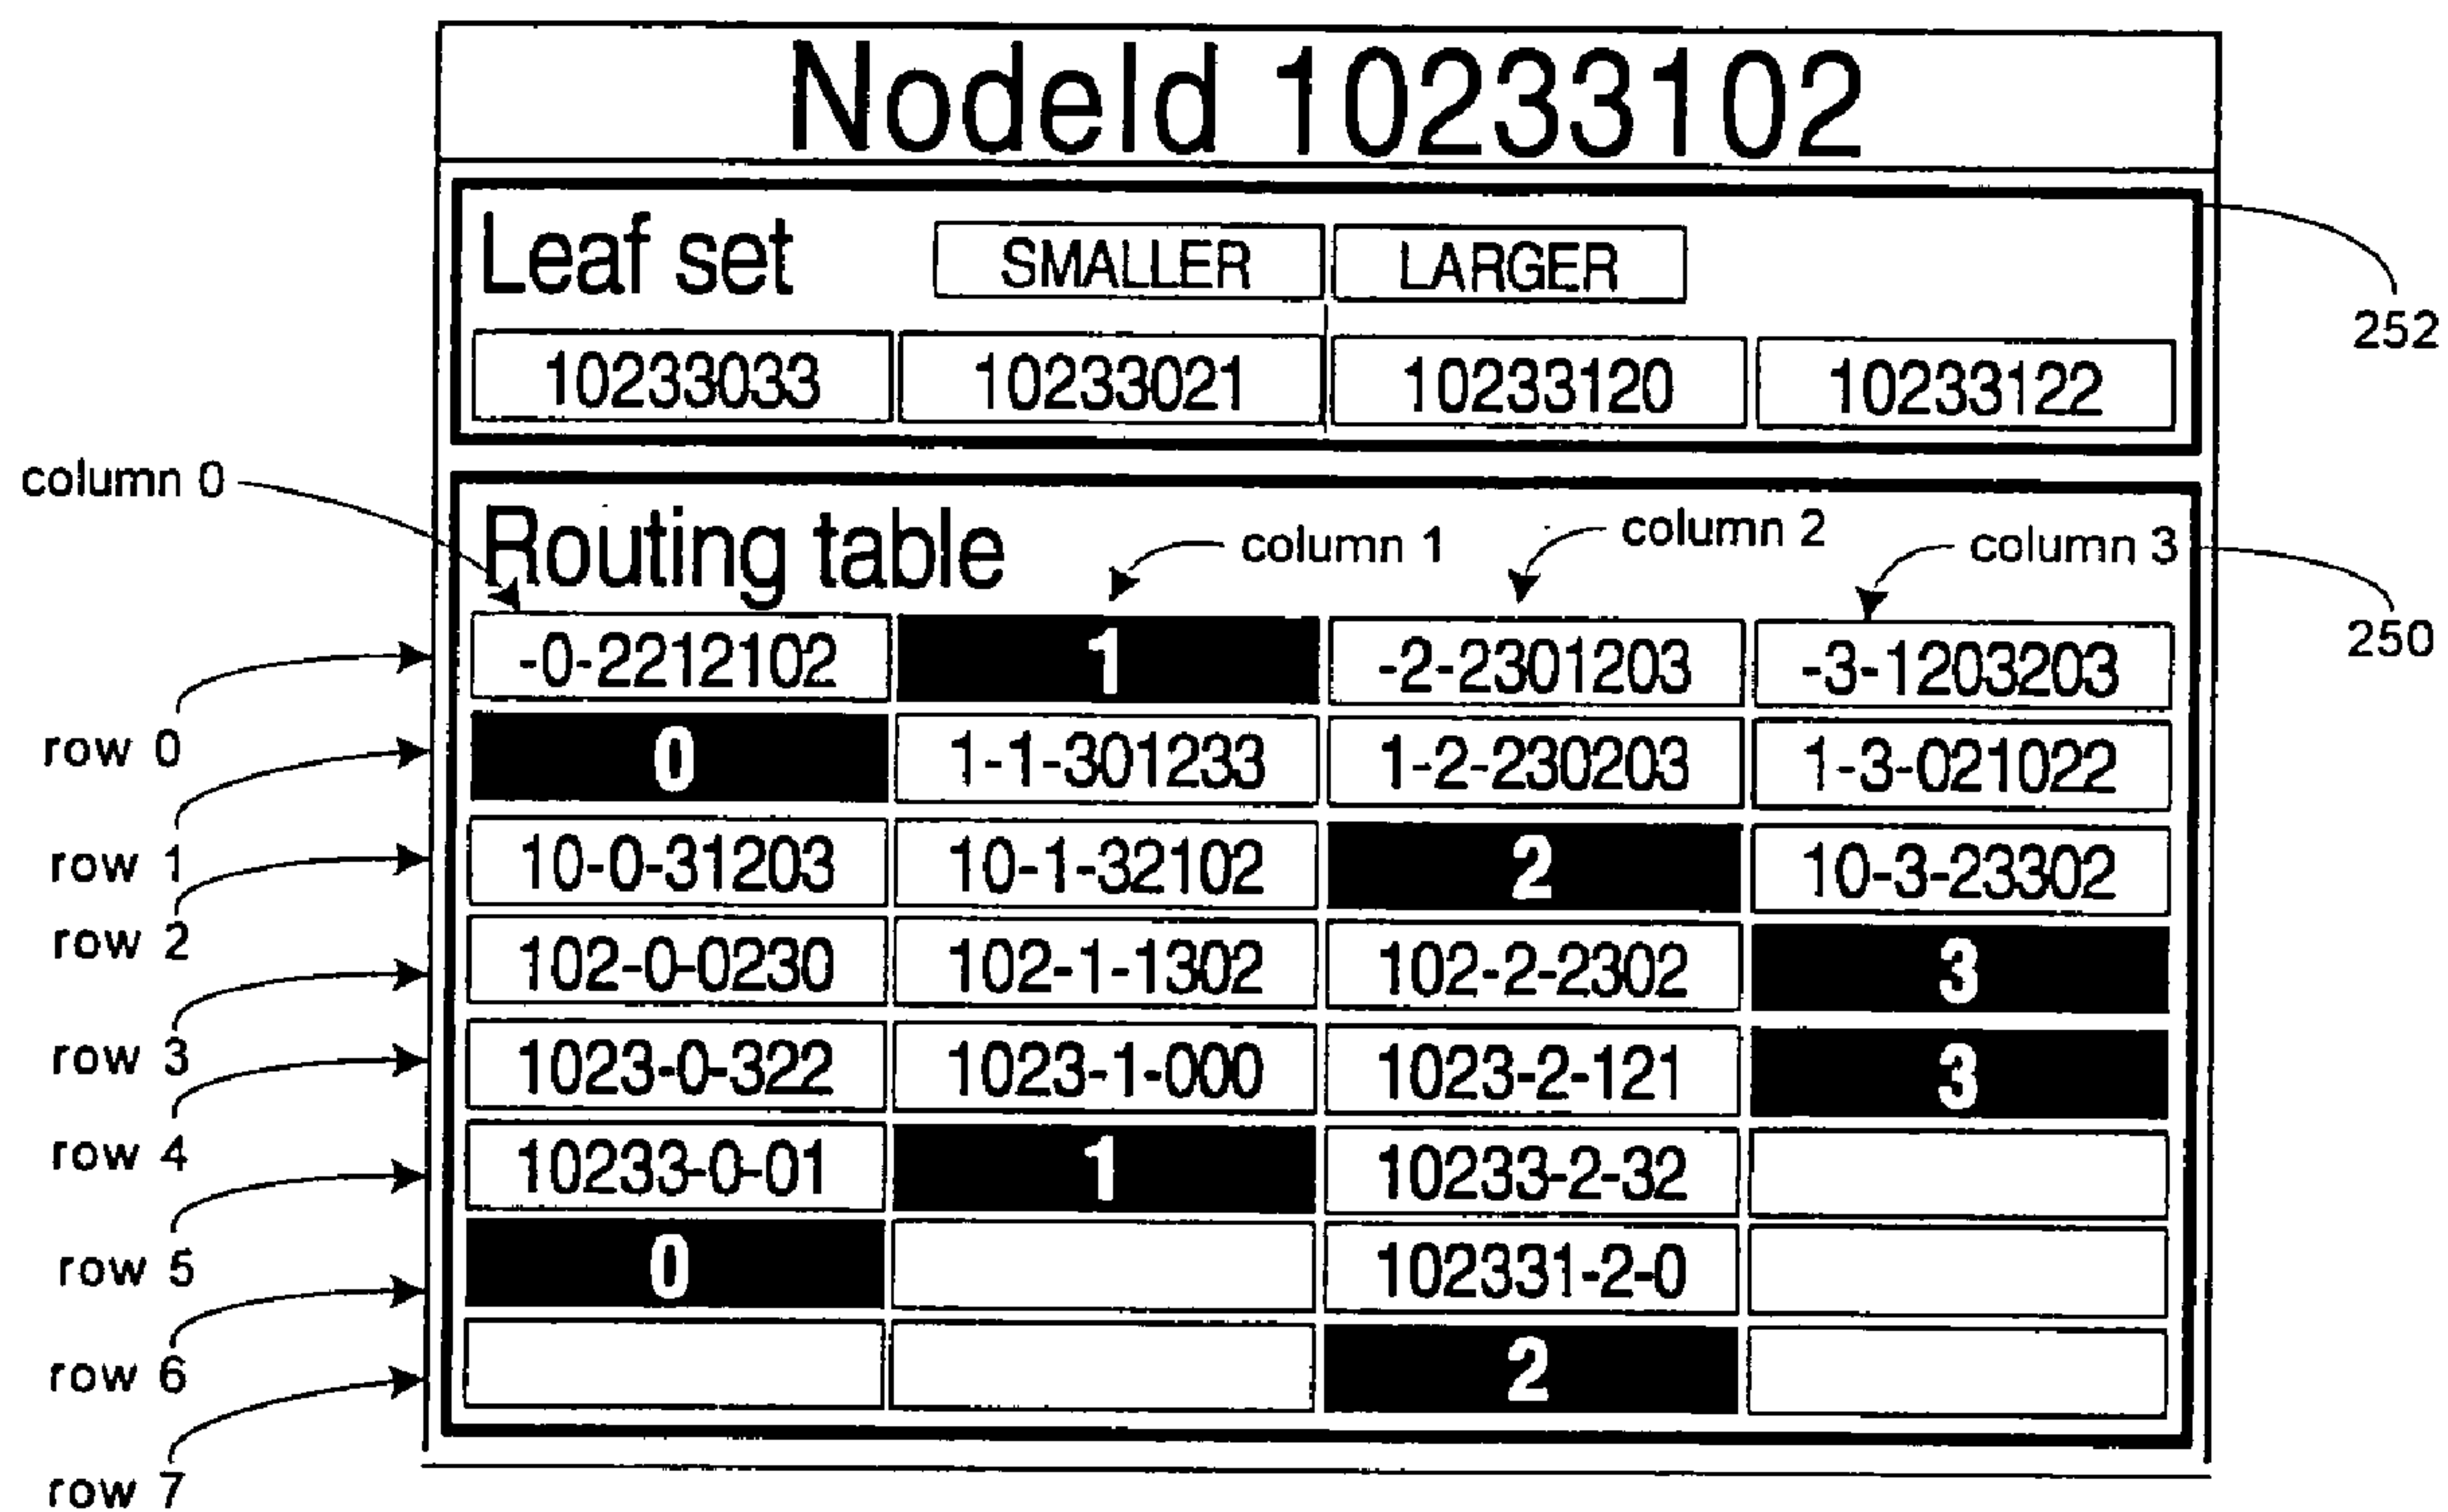 NodeId 10233102
Leaf set SMALLER LARGER
252
10233033 10233021 10233120 10233122
column 0
Routing table column 1 column 2 column 3
250
-0-2212102 1 -2-2301203 -3-1203203
row 0
0 1-1-301233 1-2-230203 1-3-021022
row 1
10-0-31203 10-1-32102 2 10-3-23302
row 2
102-0-0230 102-1-1302 102-2-2302 3
row 3
1023-0-322 1023-1-000 1023-2-121 3
row 4
10233-0-01 1 10233-2-32
row 5
0 102331-2-0
row 6
2
row 7